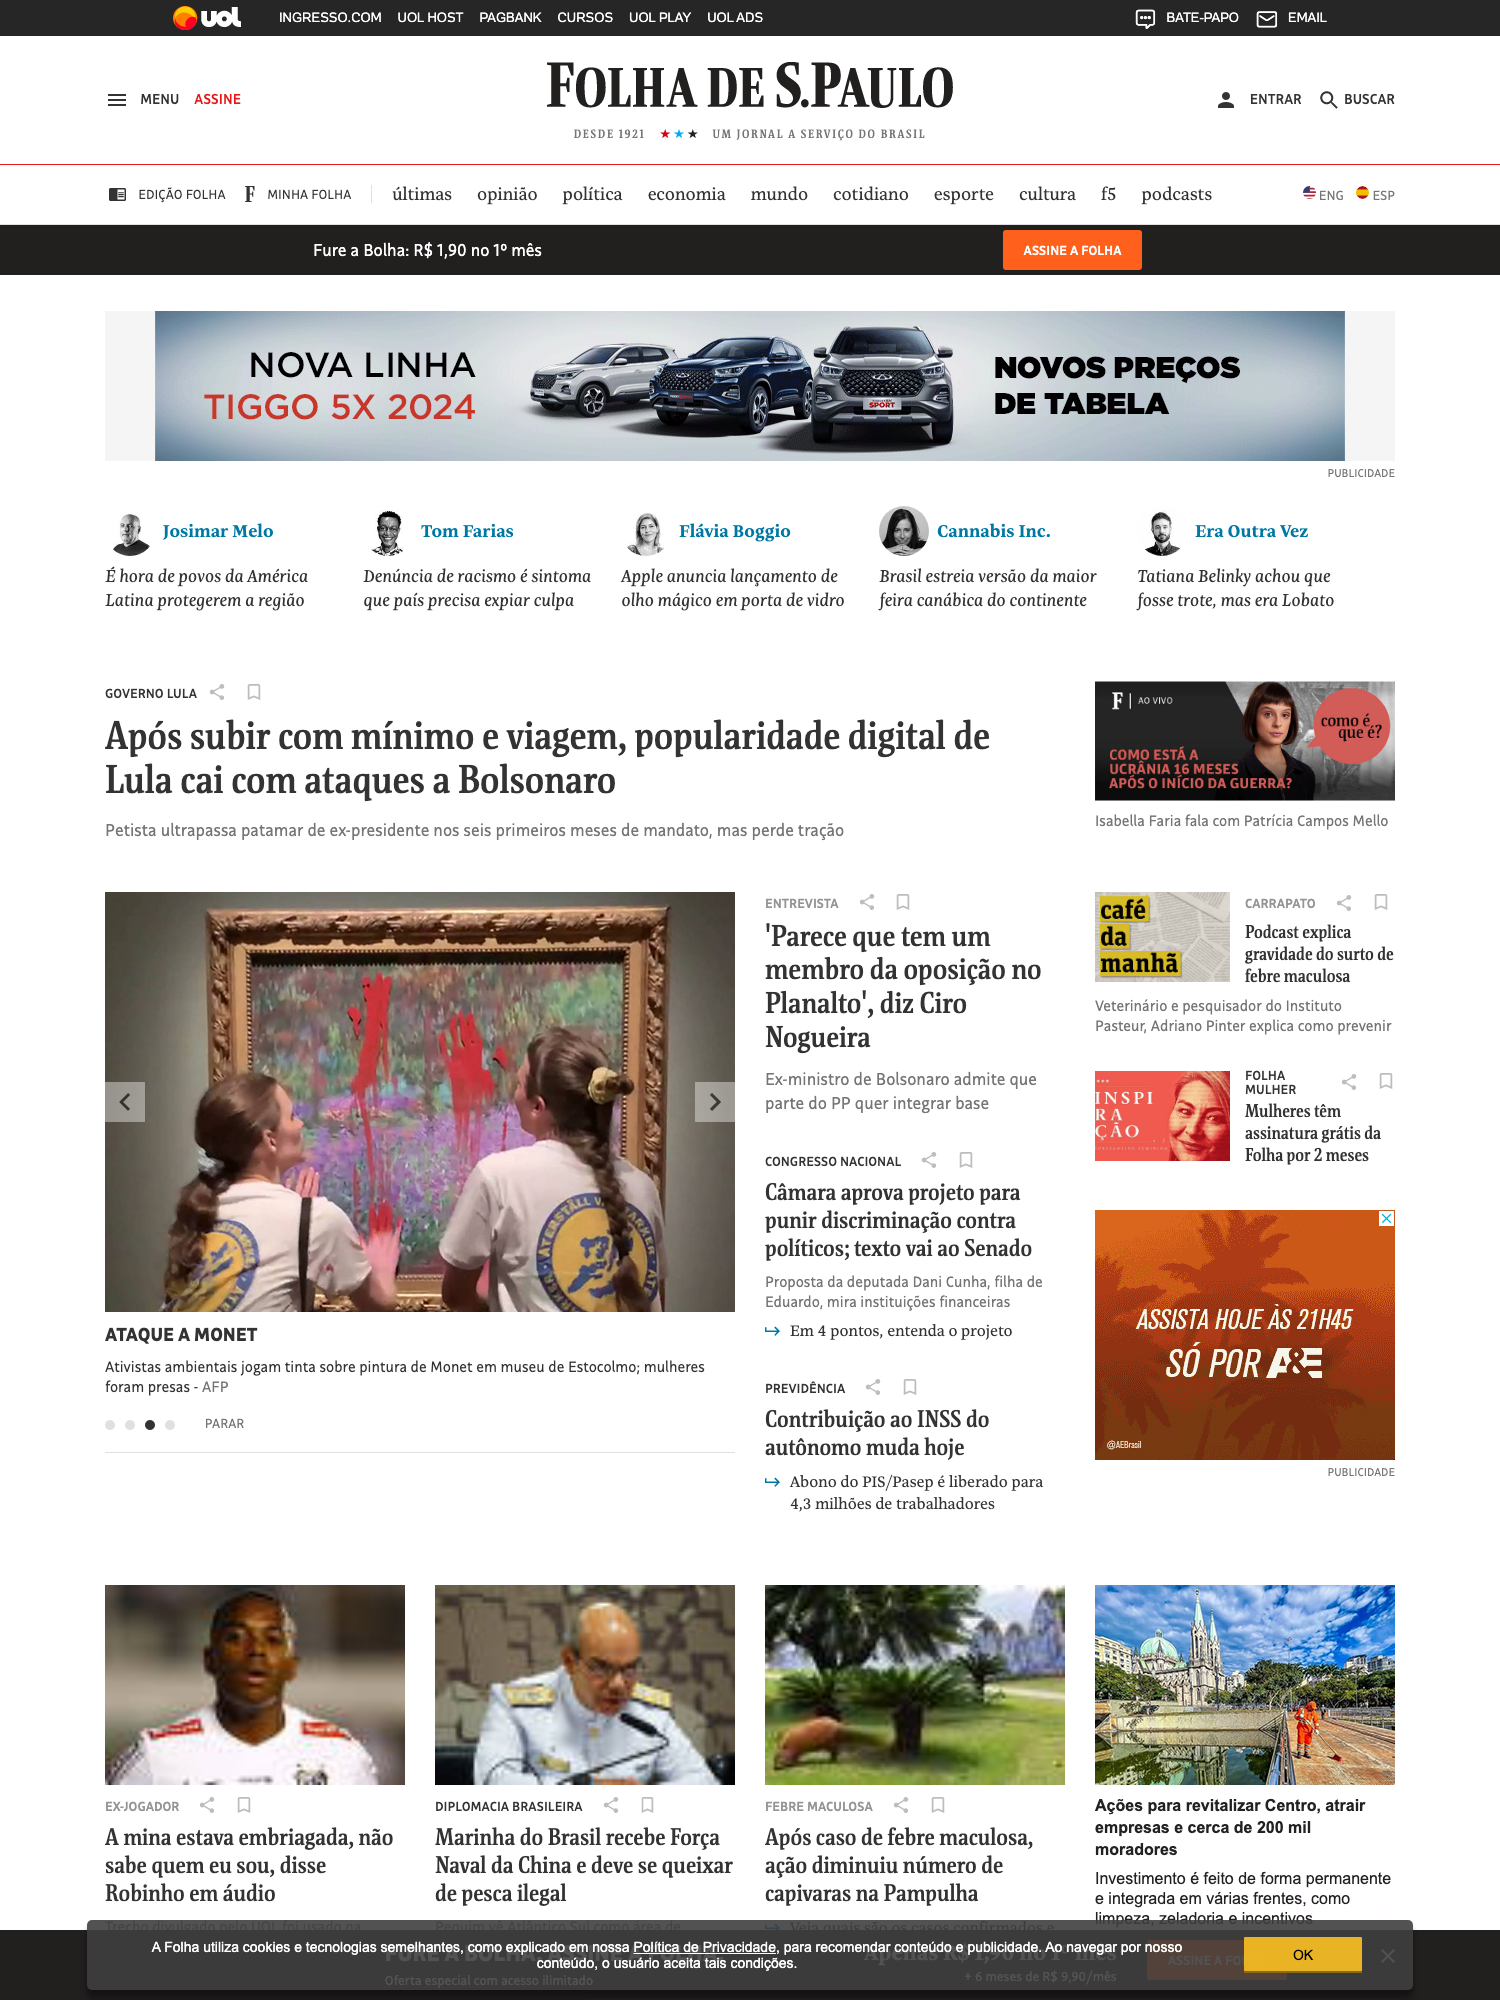 uol INGRESSO.COM UOL HOST PAGBANK CURSOS UOL PLAY UOL ADS BATE-PAPO EMAIL
MENU ASSINE
FOLHA DE S.PAULO
DESDE 1921 ★★★ UM JORNAL A SERVIÇO DO BRASIL
ENTRAR BUSCAR
EDIÇÃO FOLHA F MINHA FOLHA últimas opinião política economia mundo cotidiano esporte cultura f5 podcasts ENG ESP
Fure a Bolha: R$ 1,90 no 1º mês ASSINE A FOLHA
NOVA LINHA
TIGGO 5X 2024
SPORT
NOVOS PREÇOS
DE TABELA
PUBLICIDADE
Josimar Melo
É hora de povos da América
Latina protegerem a região
Tom Farias
Denúncia de racismo é sintoma
que país precisa expiar culpa
Flávia Boggio
Apple anuncia lançamento de
olho mágico em porta de vidro
Cannabis Inc.
Brasil estreia versão da maior
feira canábica do continente
Era Outra Vez
Tatiana Belinky achou que
fosse trote, mas era Lobato
GOVERNO LULA
Após subir com mínimo e viagem, popularidade digital de
Lula cai com ataques a Bolsonaro
Petista ultrapassa patamar de ex-presidente nos seis primeiros meses de mandato, mas perde tração
F AO VIVO
como é
que é?
COMO ESTÁ A
UCRÂNIA 16 MESES
APÓS O INÍCIO DA GUERRA?
Isabella Faria fala com Patrícia Campos Mello
ATAQUE A MONET
Ativistas ambientais jogam tinta sobre pintura de Monet em museu de Estocolmo; mulheres
foram presas - AFP
PARAR
ENTREVISTA
'Parece que tem um
membro da oposição no
Planalto', diz Ciro
Nogueira
Ex-ministro de Bolsonaro admite que
parte do PP quer integrar base
CONGRESSO NACIONAL
Câmara aprova projeto para
punir discriminação contra
políticos; texto vai ao Senado
Proposta da deputada Dani Cunha, filha de
Eduardo, mira instituições financeiras
Em 4 pontos, entenda o projeto
PREVIDÊNCIA
Contribuição ao INSS do
autônomo muda hoje
Abono do PIS/Pasep é liberado para
4,3 milhões de trabalhadores
café
da
manhã
CARRAPATO
Podcast explica
gravidade do surto de
febre maculosa
Veterinário e pesquisador do Instituto
Pasteur, Adriano Pinter explica como prevenir
INSPI
RA
ÇÃO
FOLHA
MULHER
Mulheres têm
assinatura grátis da
Folha por 2 meses
ASSISTA HOJE ÀS 21H45
SÓ POR A&E
@AEBrasil
PUBLICIDADE
EX-JOGADOR
A mina estava embriagada, não
sabe quem eu sou, disse
Robinho em áudio
DIPLOMACIA BRASILEIRA
Marinha do Brasil recebe Força
Naval da China e deve se queixar
de pesca ilegal
FEBRE MACULOSA
Após caso de febre maculosa,
ação diminuiu número de
capivaras na Pampulha
Ações para revitalizar Centro, atrair
empresas e cerca de 200 mil
moradores
Investimento é feito de forma permanente
e integrada em várias frentes, como
limpeza, zeladoria e incentivos
A Folha utiliza cookies e tecnologias semelhantes, como explicado em nossa Política de Privacidade, para recomendar conteúdo e publicidade. Ao navegar por nosso
conteúdo, o usuário aceita tais condições.
OK
Oferta especial com acesso ilimitado
+ 6 meses de R$ 9,90/mês